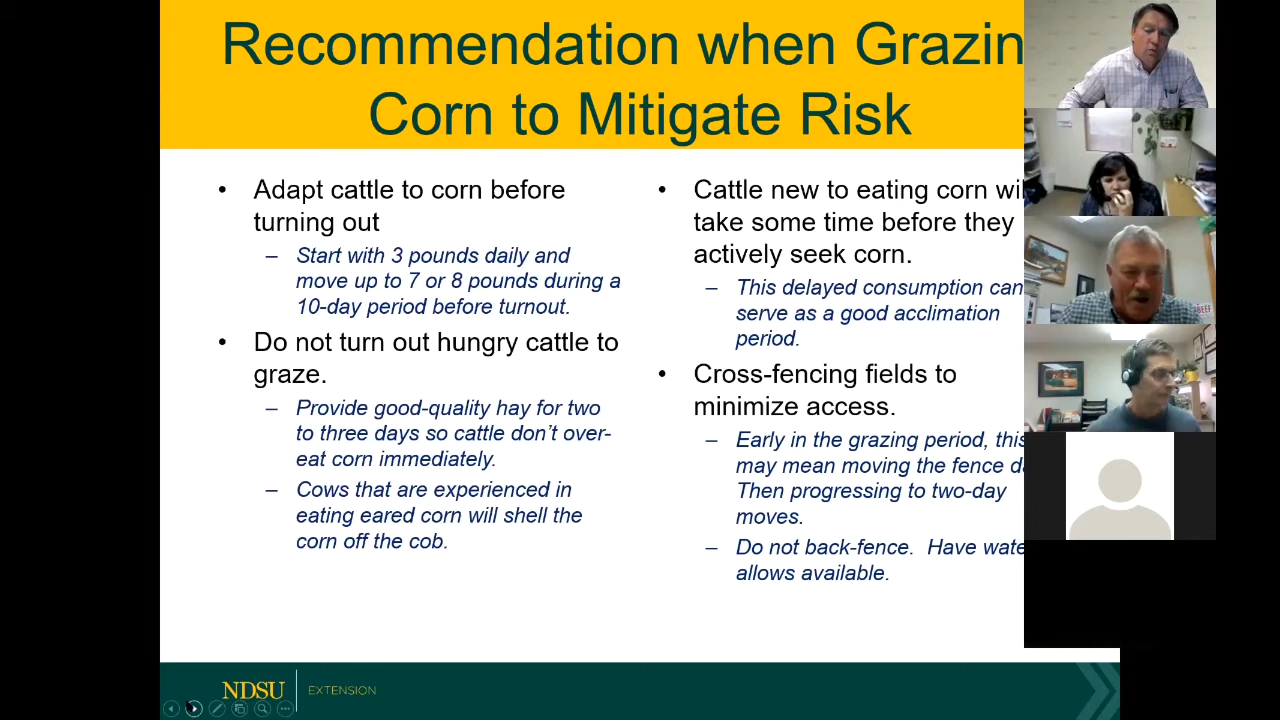 Recommendation when Grazin
Corn to Mitigate Risk
• Adapt cattle to corn before
turning out
– Start with 3 pounds daily and
move up to 7 or 8 pounds during a
10-day period before turnout.
• Do not turn out hungry cattle to
graze.
– Provide good-quality hay for two
to three days so cattle don’t over-
eat corn immediately.
– Cows that are experienced in
eating eared corn will shell the
corn off the cob.
• Cattle new to eating corn wil
take some time before they
actively seek corn.
– This delayed consumption can
serve as a good acclimation
period.
• Cross-fencing fields to
minimize access.
– Early in the grazing period, this
may mean moving the fence da
Then progressing to two-day
moves.
– Do not back-fence. Have wate
allows available.
NDSU EXTENSION
BEEF